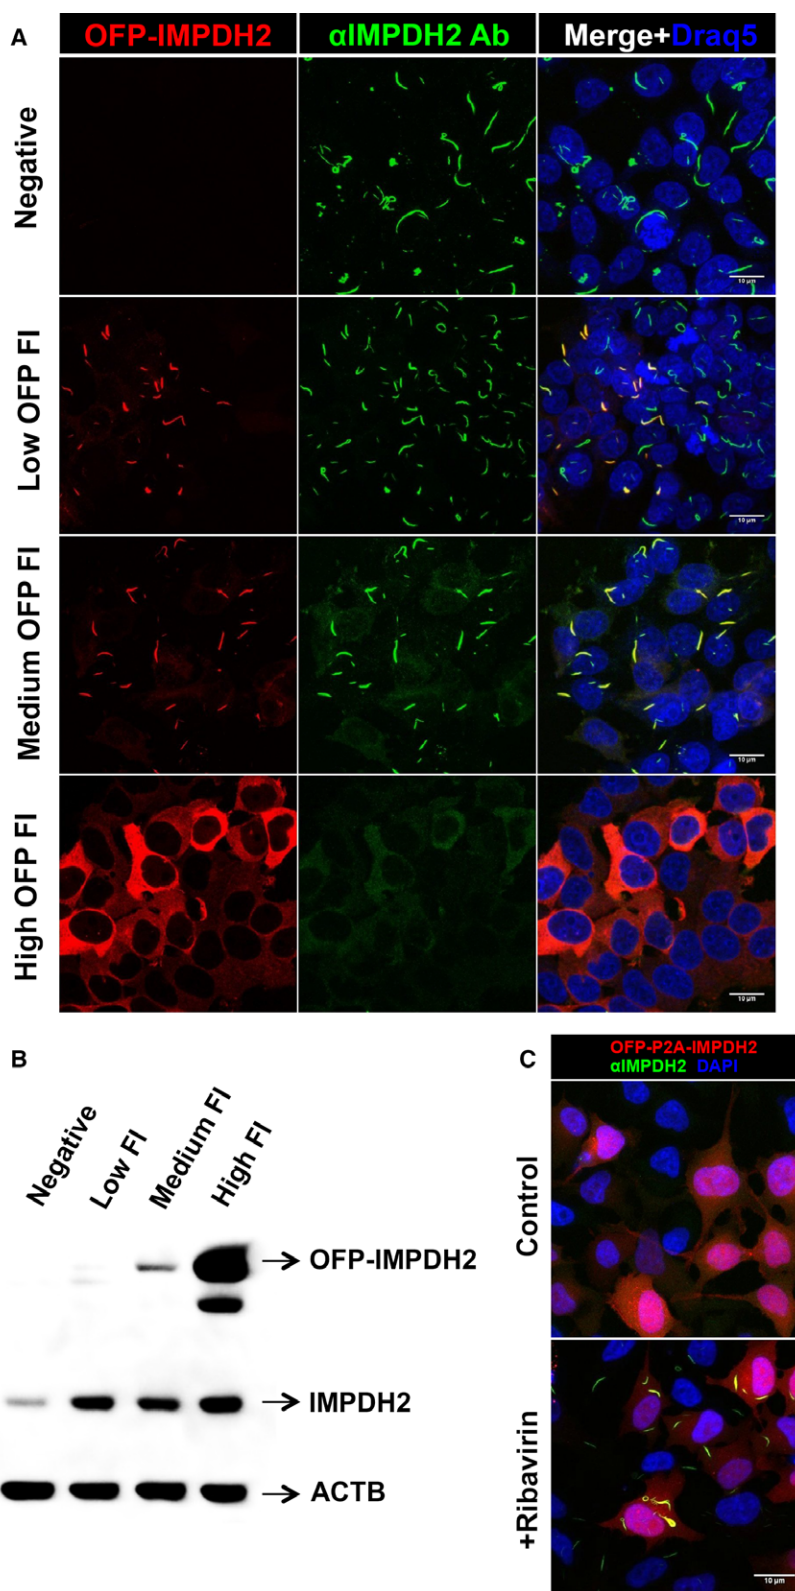 A
OFP-IMPDH2
αIMPDH2 Ab
Merge+Draq5
Negative
10 µm
Low OFP FI
10 µm
Medium OFP FI
10 µm
High OFP FI
10 µm
B
Negative
Low FI
Medium FI
High FI
OFP-IMPDH2
IMPDH2
ACTB
C
OFP-P2A-IMPDH2
αIMPDH2 DAPI
Control
+Ribavirin
10 µm